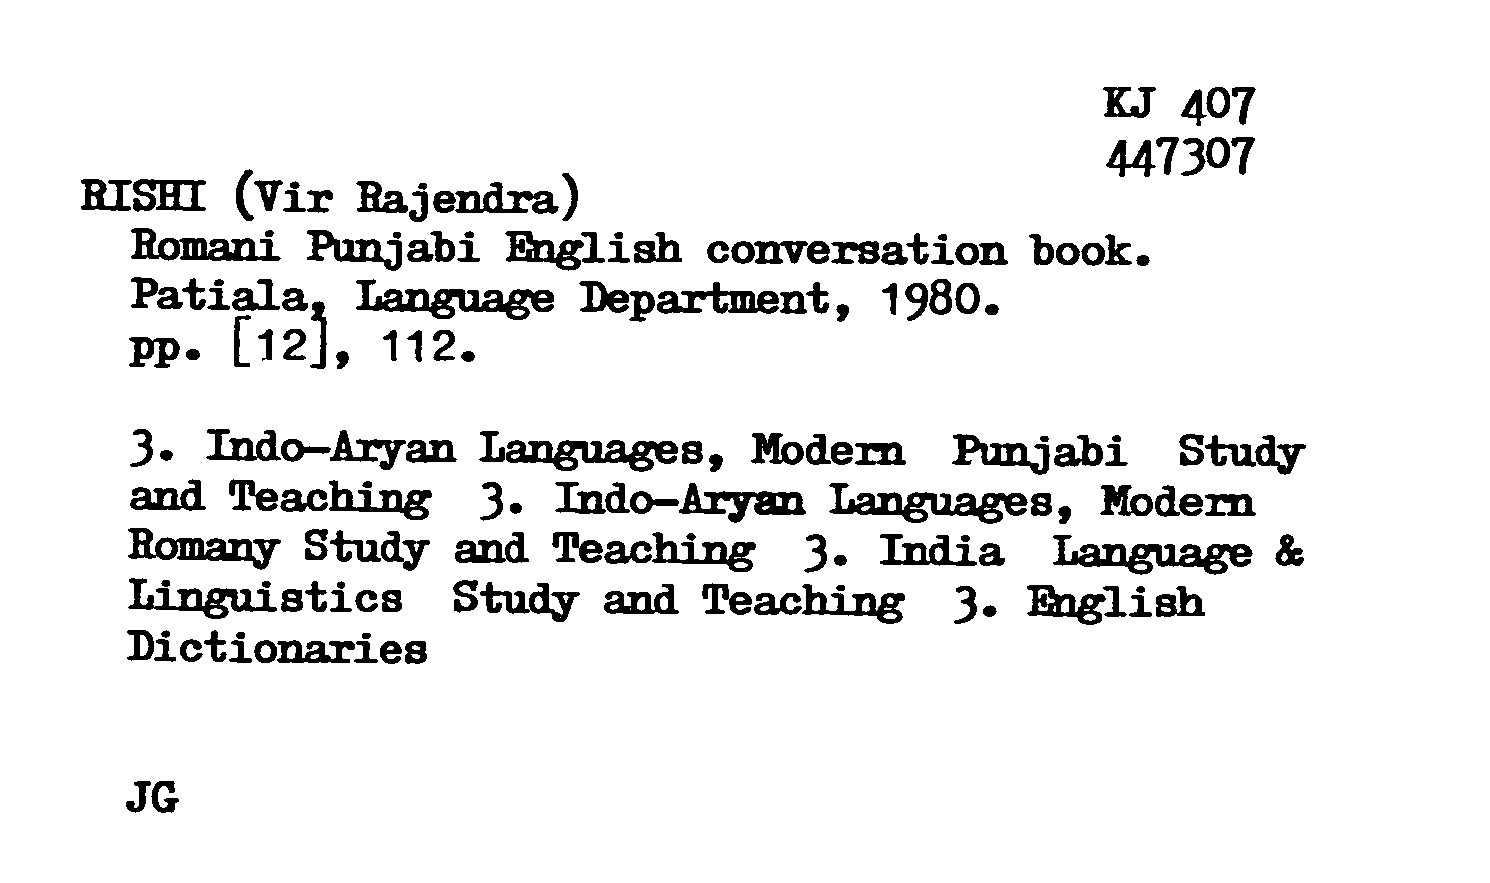 KJ 407
447307
RISHI (Vir Rajendra)
Romani Punjabi English conversation book.
Patiala, Language Department, 1980.
pp. [12], 112.
3. Indo-Aryan Languages, Modern Punjabi Study
and Teaching 3. Indo-Aryan Languages, Modern
Romany Study and Teaching 3. India Language &
Linguistics Study and Teaching 3. English
Dictionaries
JG